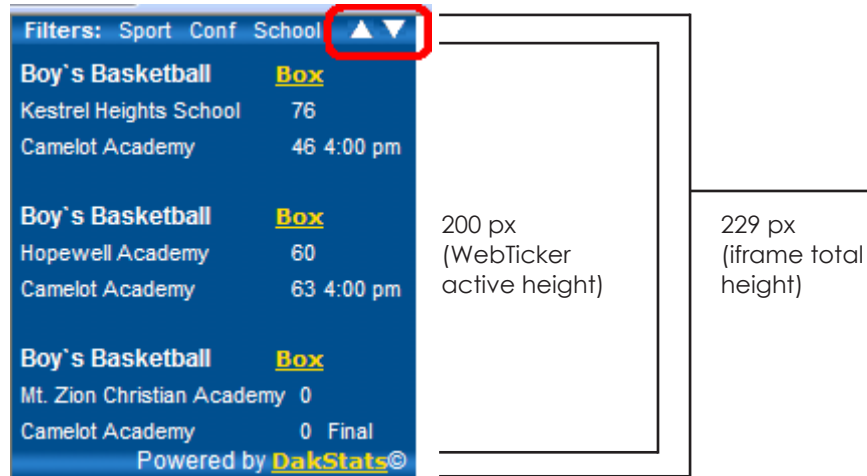 Filters: Sport Conf School
Boy`s Basketball Box
Kestrel Heights School 76
Camelot Academy 46 4:00 pm
Boy`s Basketball Box
Hopewell Academy 60
Camelot Academy 63 4:00 pm
Boy`s Basketball Box
Mt. Zion Christian Academy 0
Camelot Academy 0 Final
Powered by DakStats©
200 px
(WebTicker
active height)
229 px
(iframe total
height)